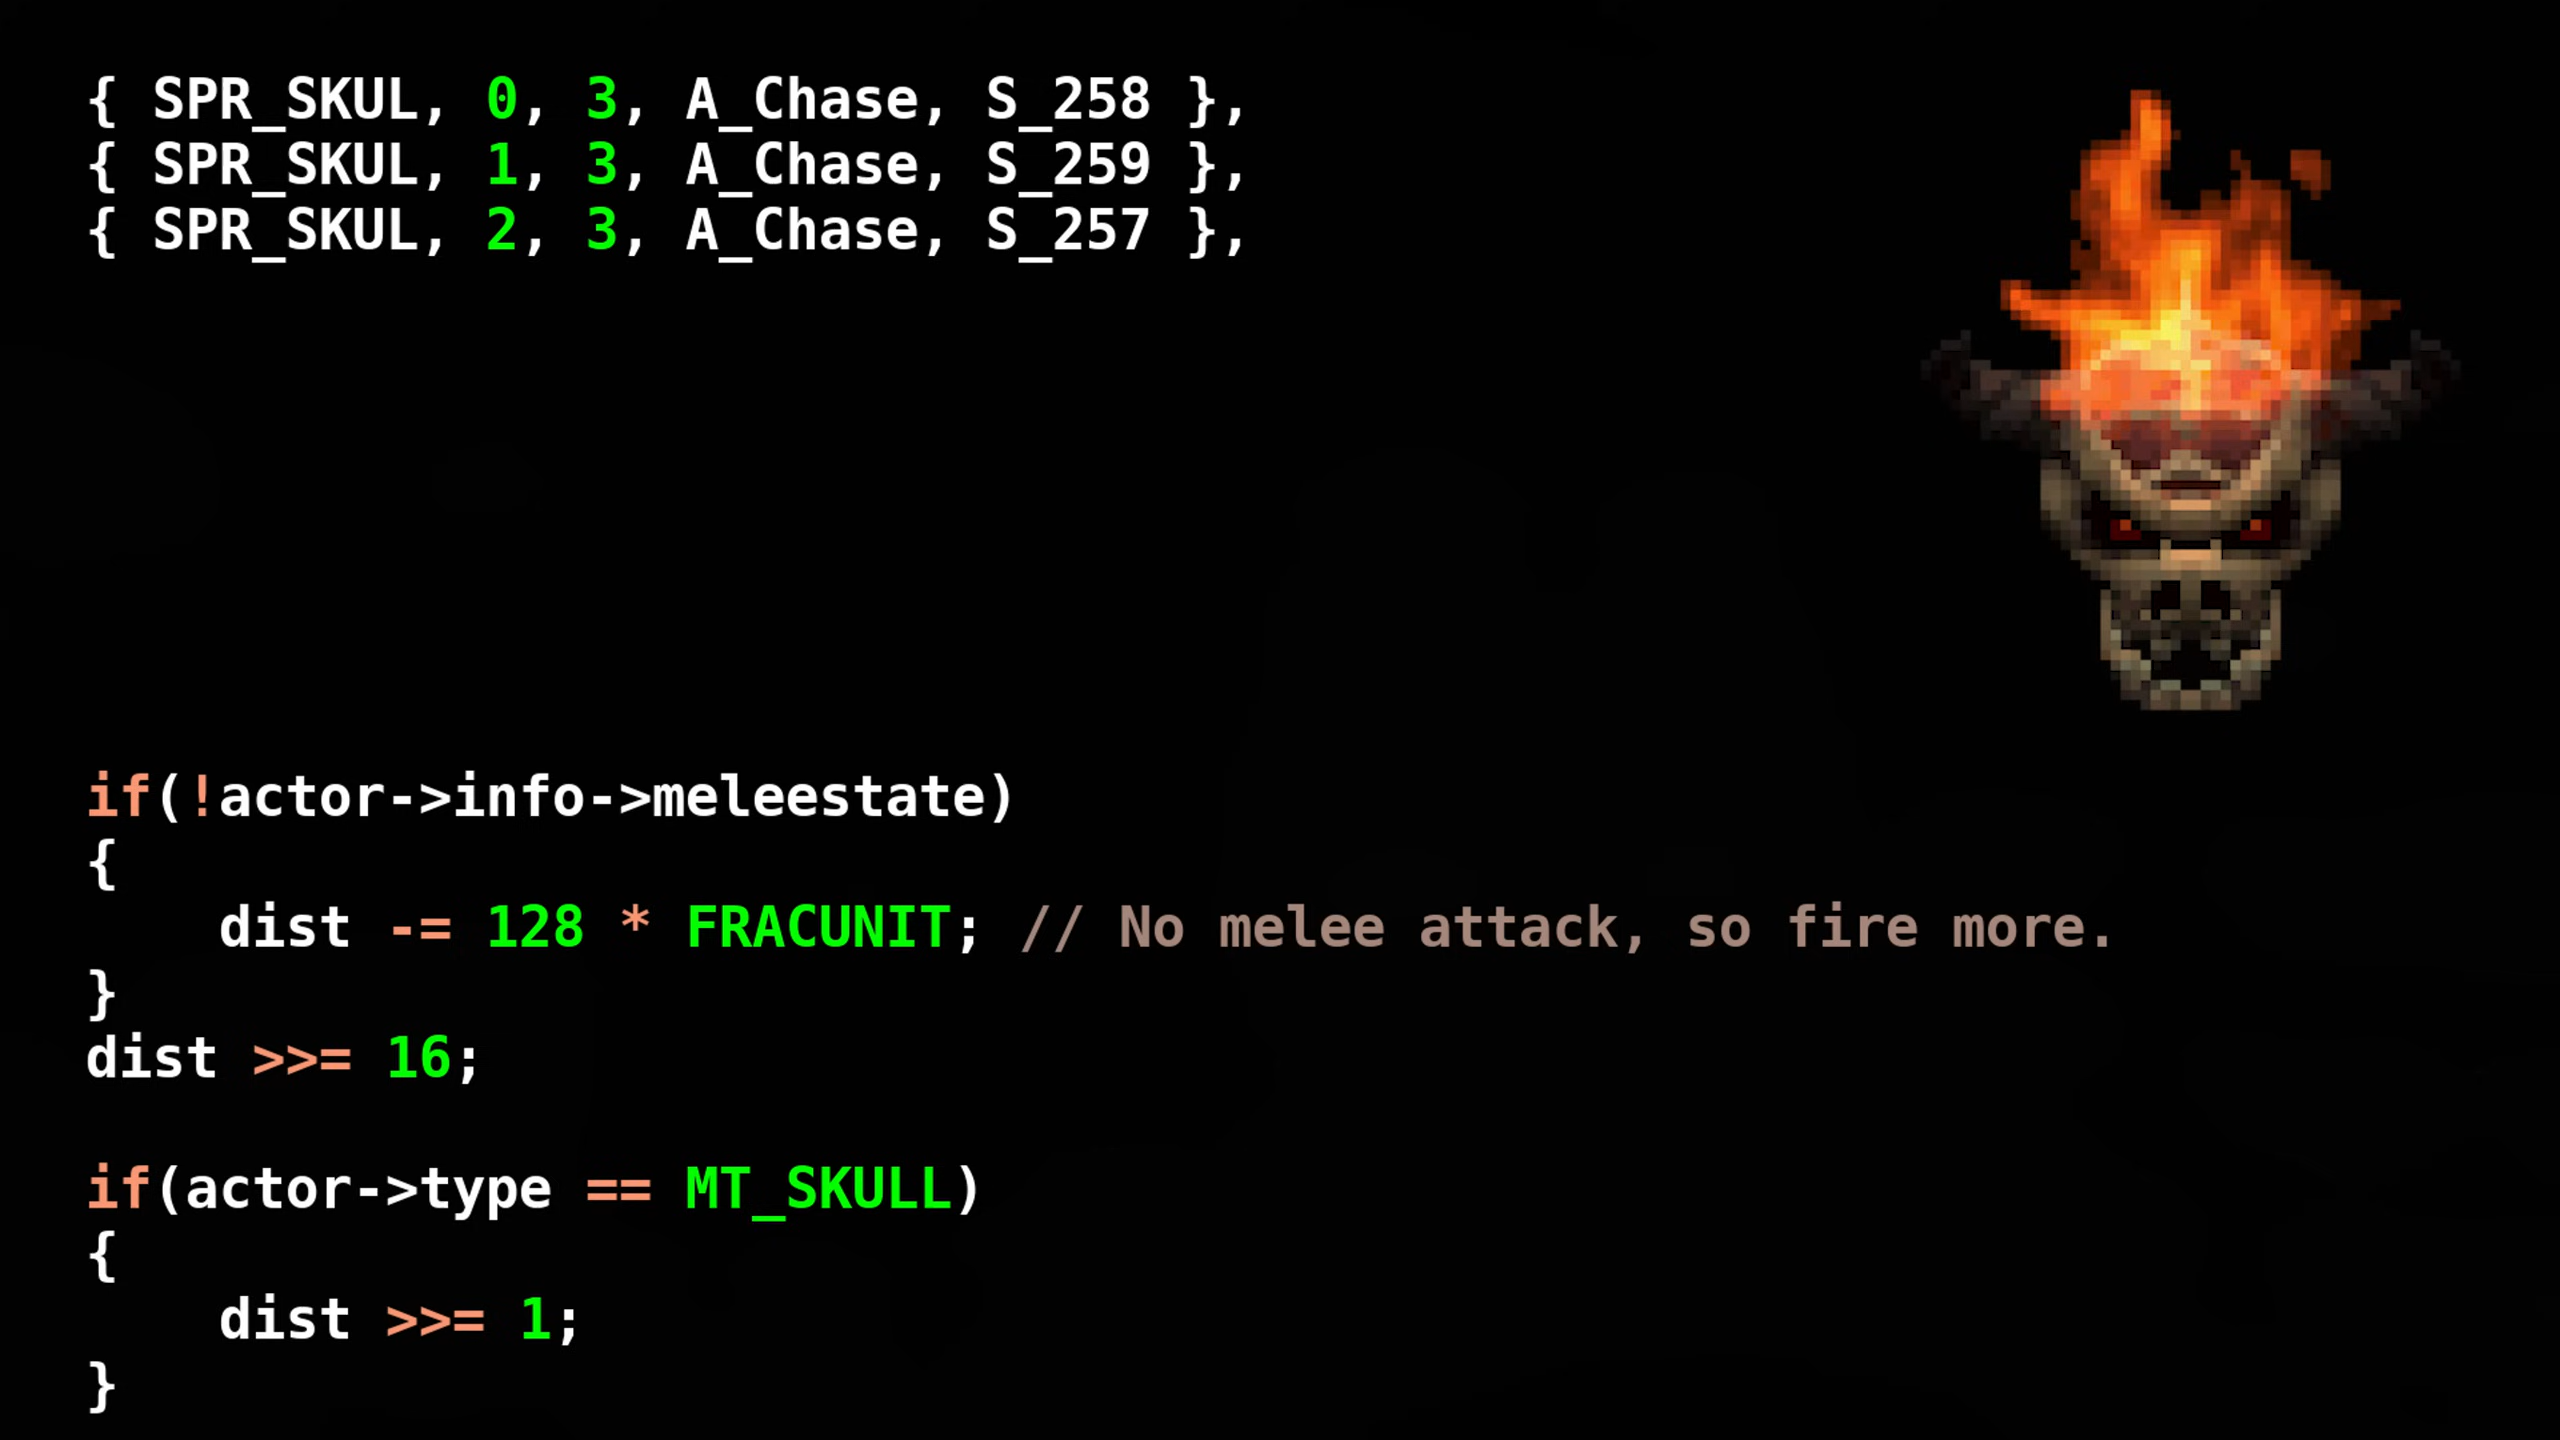 { SPR_SKUL, 0, 3, A_Chase, S_258 },
{ SPR_SKUL, 1, 3, A_Chase, S_259 },
{ SPR_SKUL, 2, 3, A_Chase, S_257 },
if(!actor->info->meleestate)
{
    dist -= 128 * FRACUNIT; // No melee attack, so fire more.
}
dist >>= 16;
if(actor->type == MT_SKULL)
{
    dist >>= 1;
}